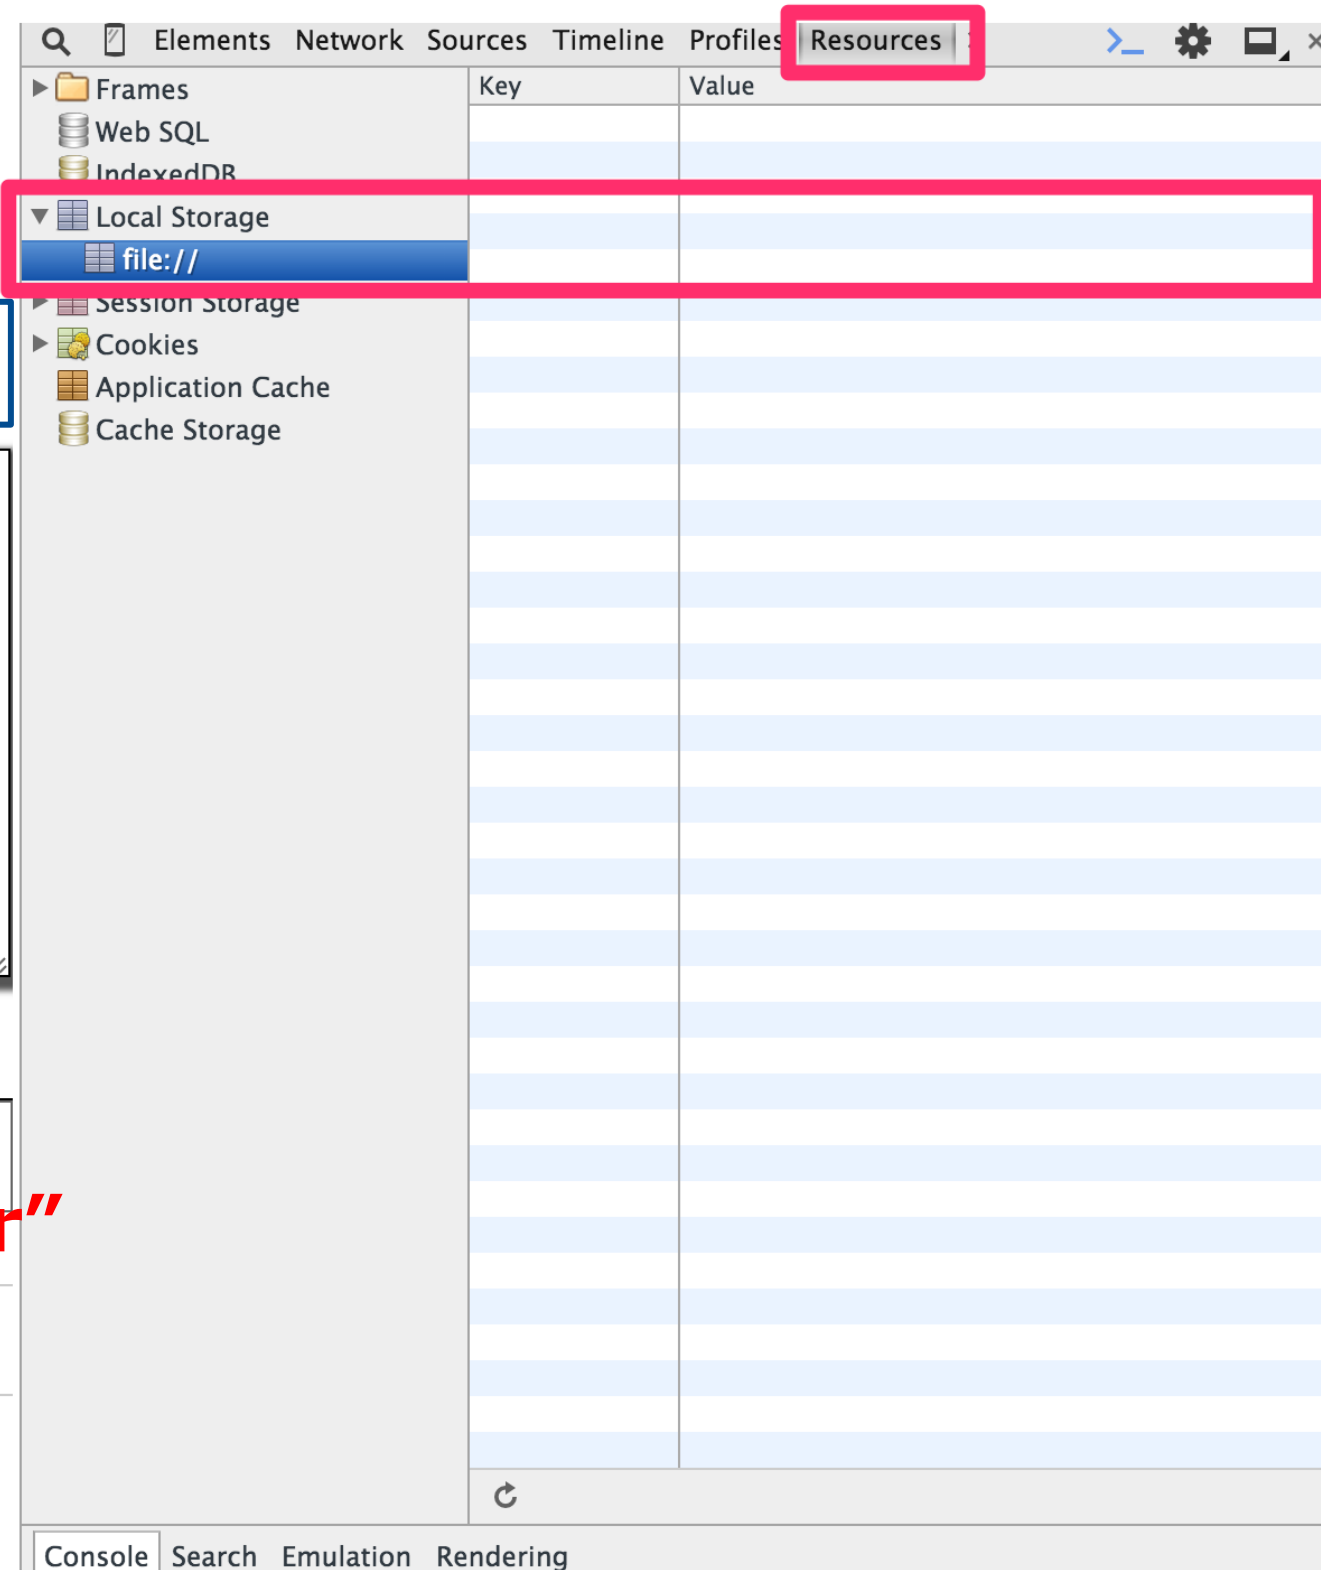 Elements Network Sources Timeline Profiles Resources
Key Value
Frames
Web SQL
IndexedDB
Local Storage
file://
Session Storage
Cookies
Application Cache
Cache Storage
r”
Console Search Emulation Rendering